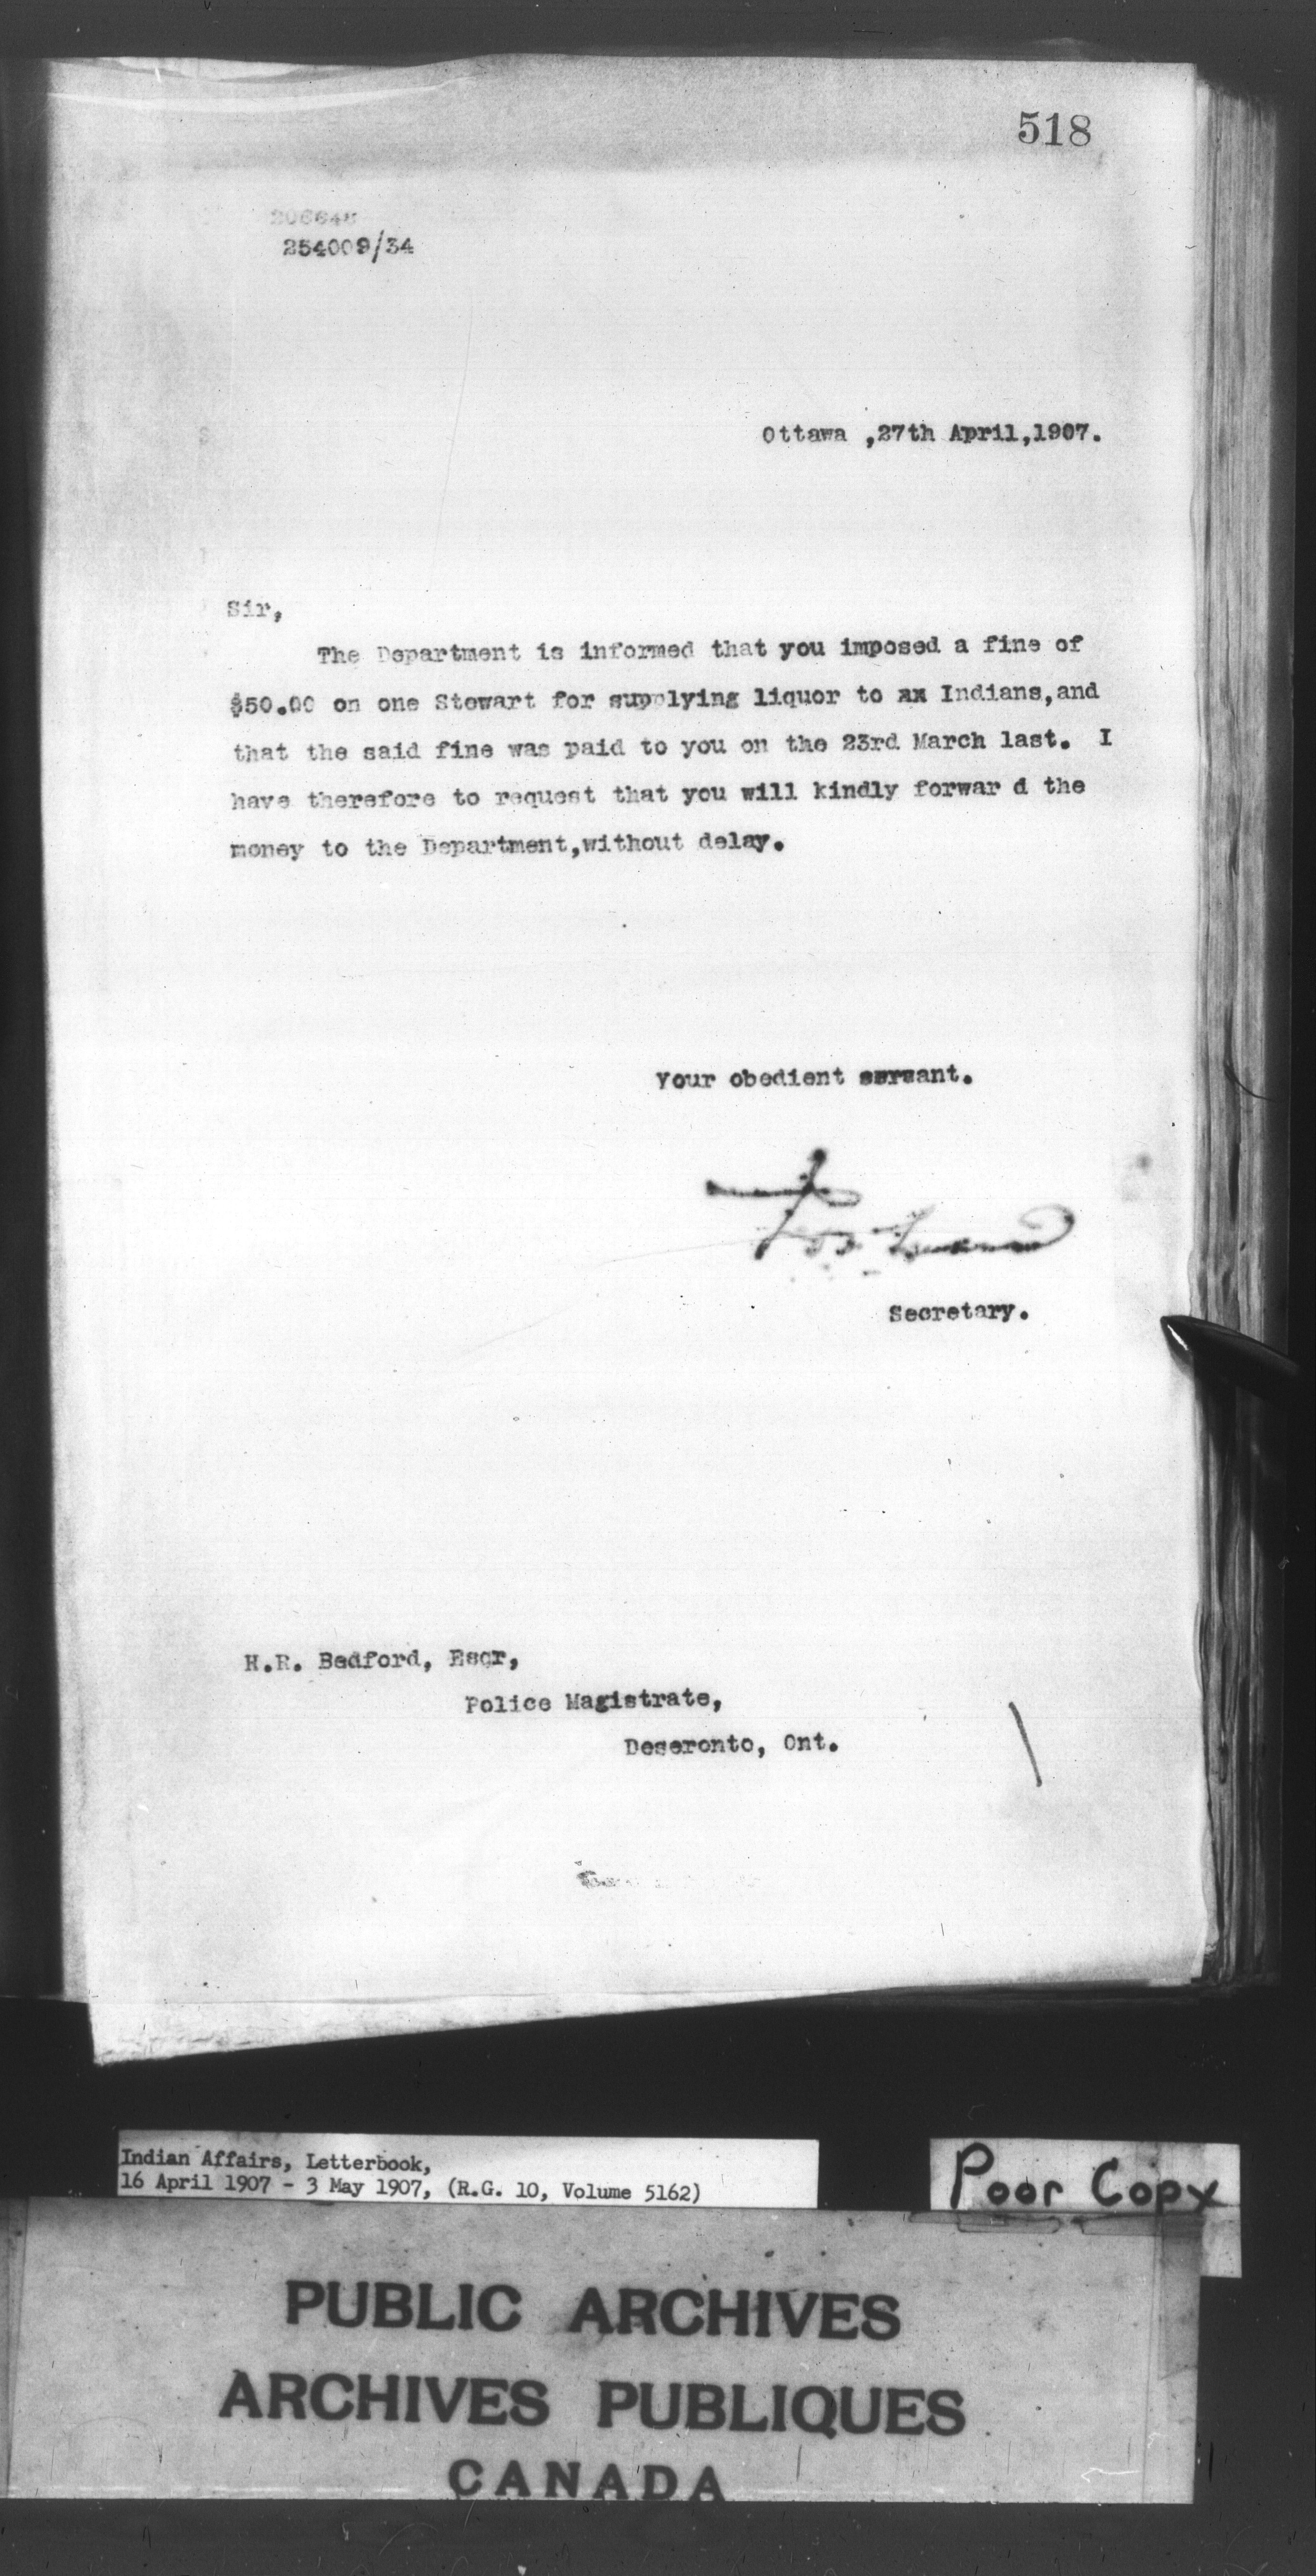 518
254009/34
Ottawa ,27th April,1907.
Sir,
The Department is informed that you imposed a fine of
$50.00 on one Stewart for supplying liquor to ax Indians,and
that the said fine was paid to you on the 23rd March last. I
have therefore to request that you will kindly forwar d the
money to the Department,without delay.
Your obedient servant.
Secretary.
H.R. Bedford, Esqr,
Police Magistrate,
Deseronto, Ont.
Indian Affairs, Letterbook,
16 April 1907 - 3 May 1907, (R.G. 10, Volume 5162)
Poor Copy
PUBLIC ARCHIVES
ARCHIVES PUBLIQUES
CANADA